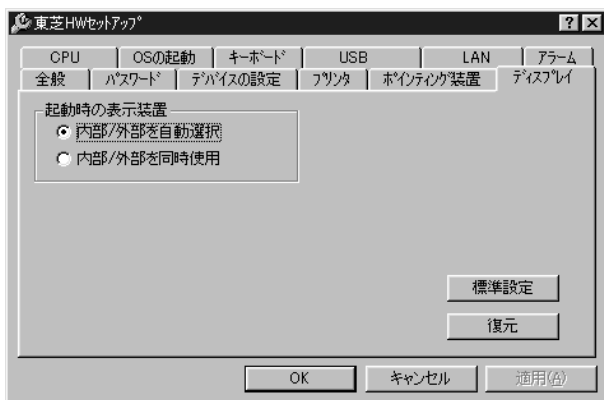 東芝HWｾｯﾄｱｯﾌﾟ
CPU OSの起動 ｷｰﾎﾞｰﾄﾞ USB LAN ｱﾗｰﾑ
全般 ﾊﾟｽﾜｰﾄﾞ ﾃﾞﾊﾞｲｽの設定 ﾌﾟﾘﾝﾀ ﾎﾟｲﾝﾃｨﾝｸﾞ装置 ﾃﾞｨｽﾌﾟﾚｲ
起動時の表示装置
内部/外部を自動選択
内部/外部を同時使用
標準設定
復元
OK キャンセル 適用(A)